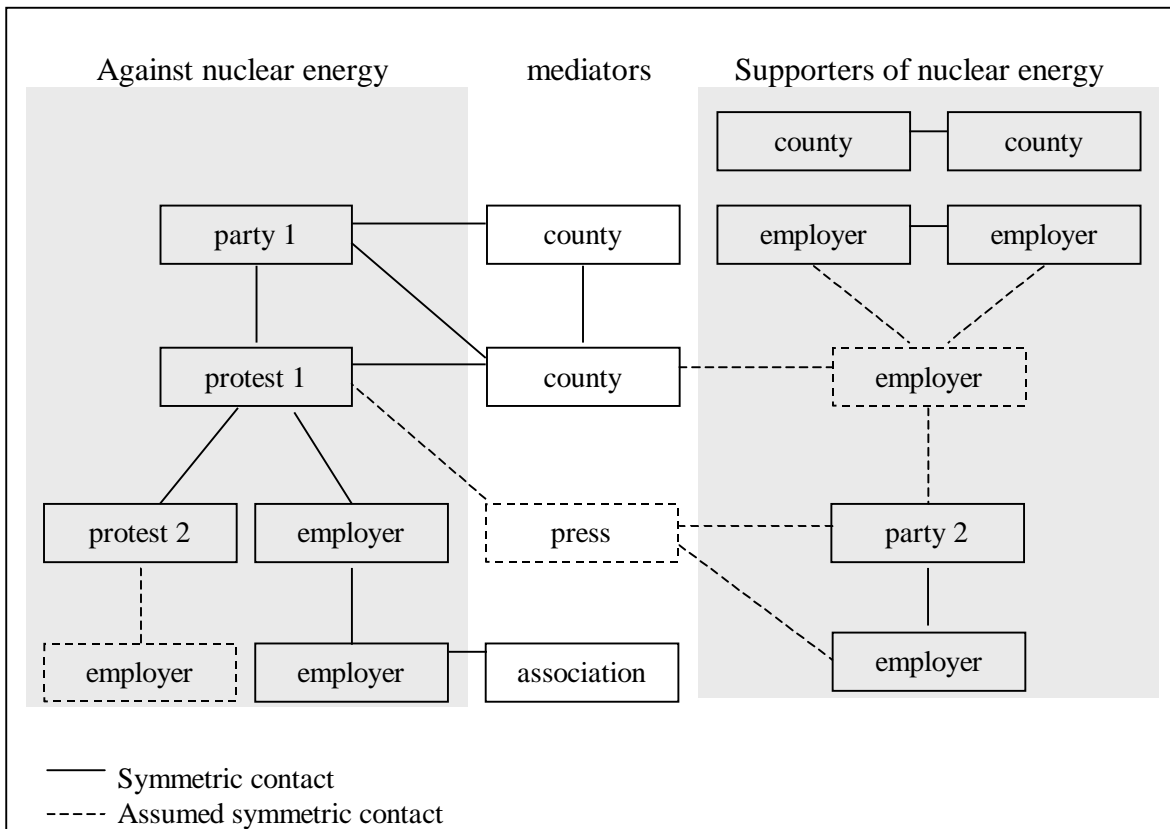 Against nuclear energy
mediators
Supporters of nuclear energy
county
county
party 1
county
employer
employer
protest 1
county
employer
protest 2
employer
press
party 2
employer
employer
association
employer
Symmetric contact
Assumed symmetric contact